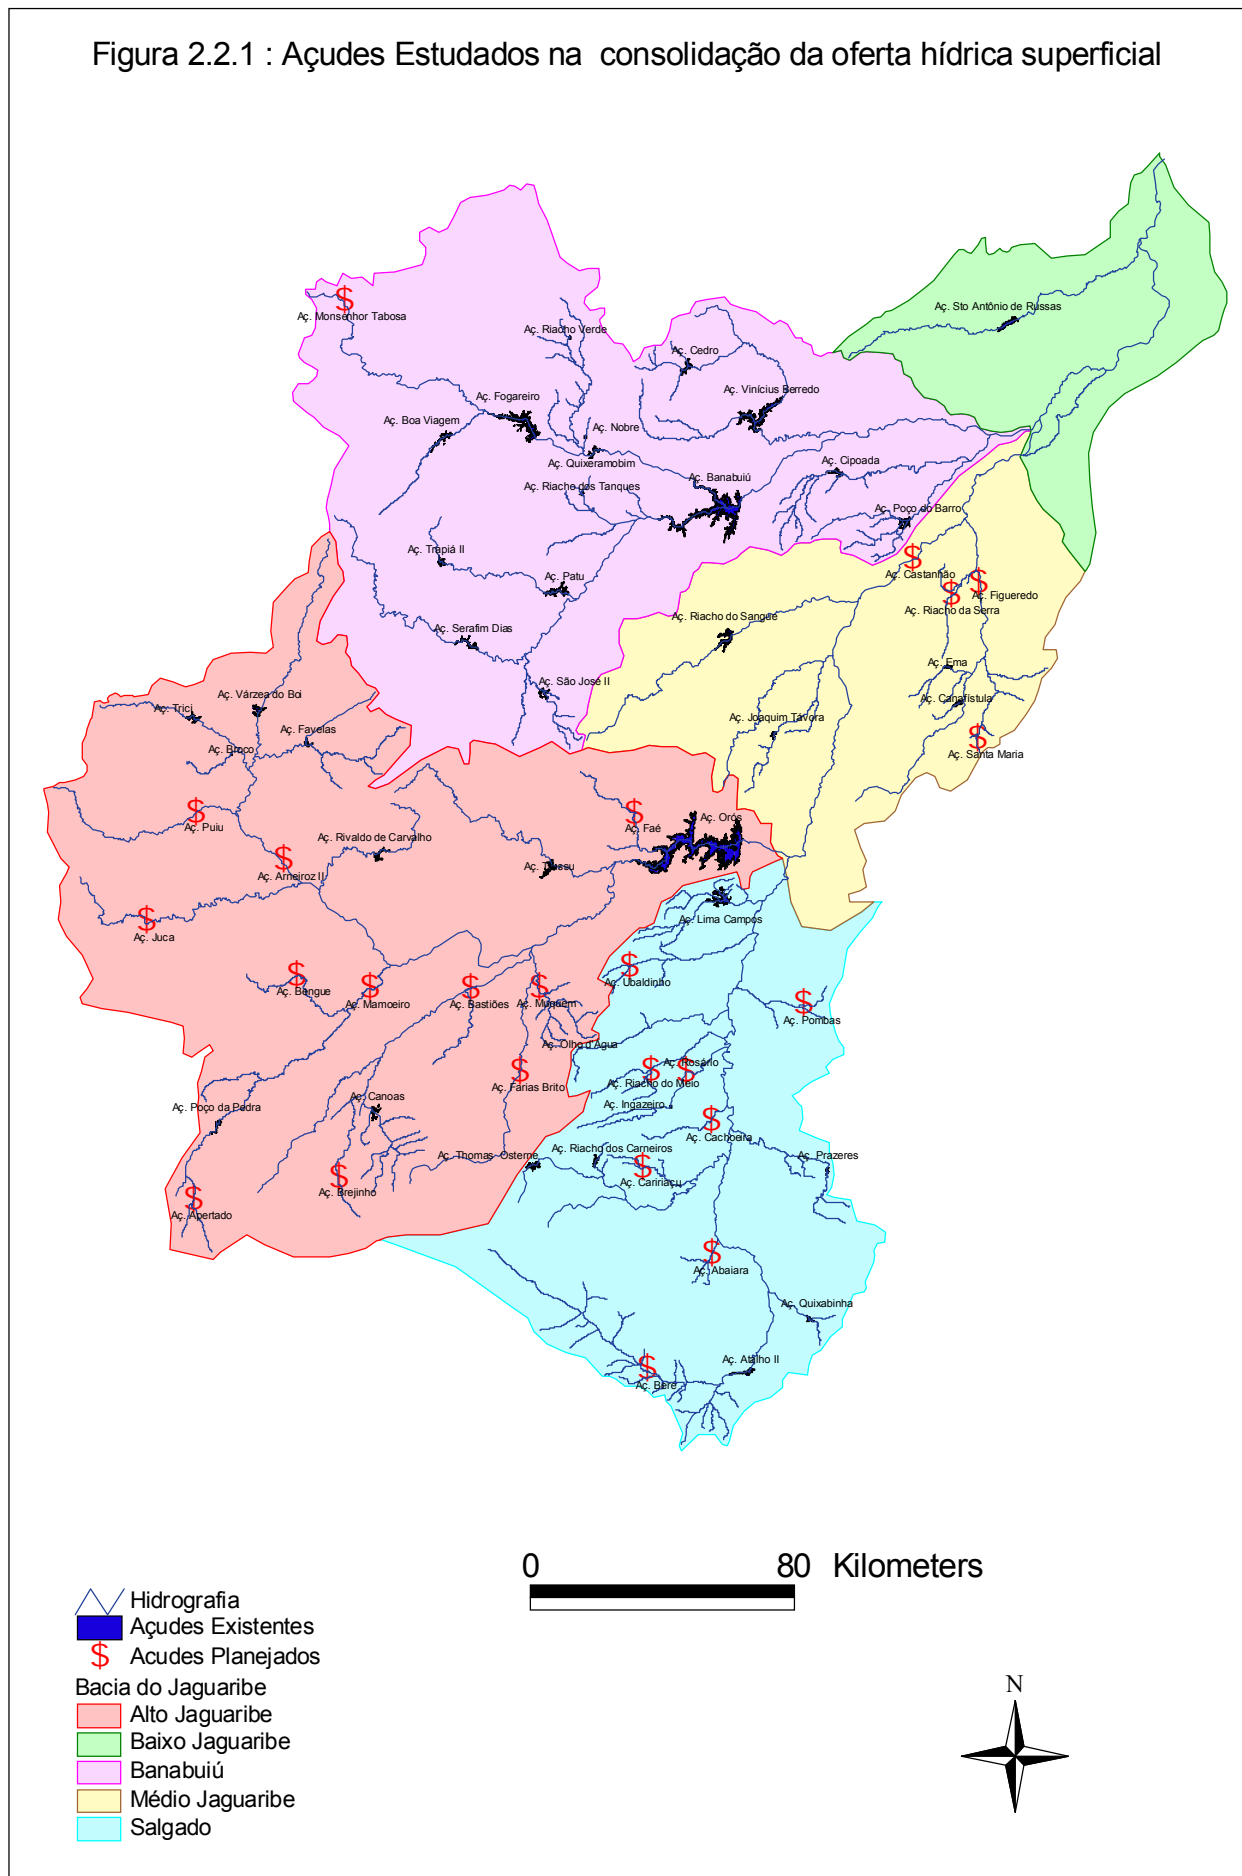 Figura 2.2.1 : Açudes Estudados na consolidação da oferta hídrica superficial
Aç. Monsenhor Tabosa
Aç. Riacho Verde
Aç. Sto Antônio de Russas
Aç. Cedro
Aç. Vinícius Berredo
Aç. Fogareiro
Aç. Boa Viagem
Aç. Nobre
Aç. Quixeramobim
Aç. Cipoada
Aç. Banabuiú
Aç. Riacho dos Tanques
Aç. Poço do Barro
Aç. Trapiá II
Aç. Patu
Aç. Castanhão
Aç. Figueredo
Aç. Riacho da Serra
Aç. Riacho do Sangue
Aç. Serafim Dias
Aç. Ema
Aç. São José II
Aç. Canafístula
Aç. Várzea do Boi
Aç. Trici
Aç. Favelas
Aç. Joaquim Távora
Aç. Broco
Aç. Santa Maria
Aç. Puiu
Aç. Faé
Aç. Orós
Aç. Rivaldo de Carvalho
Aç. Trussu
Aç. Arneiroz II
Aç. Lima Campos
Aç. Juca
Aç. Ubaldinho
Aç. Bengue
Aç. Mamoeiro
Aç. Bastiões
Aç. Muquém
Aç. Pombas
Aç. Olho d'Agua
Aç. Rosário
Aç. Farias Brito
Aç. Riacho do Meio
Aç. Canoas
Aç. Ingazeiro
Aç. Poço da Pedra
Aç. Cachoeira
Aç. Thomas Osterne
Aç. Riacho dos Carneiros
Aç. Prazeres
Aç. Caririaçu
Aç. Brejinho
Aç. Apertado
Aç. Abaiara
Aç. Quixabinha
Aç. Atalho II
Aç. Beré
0 80 Kilometers
Hidrografia
Açudes Existentes
$ Acudes Planejados
Bacia do Jaguaribe
Alto Jaguaribe
Baixo Jaguaribe
Banabuiú
Médio Jaguaribe
Salgado
N